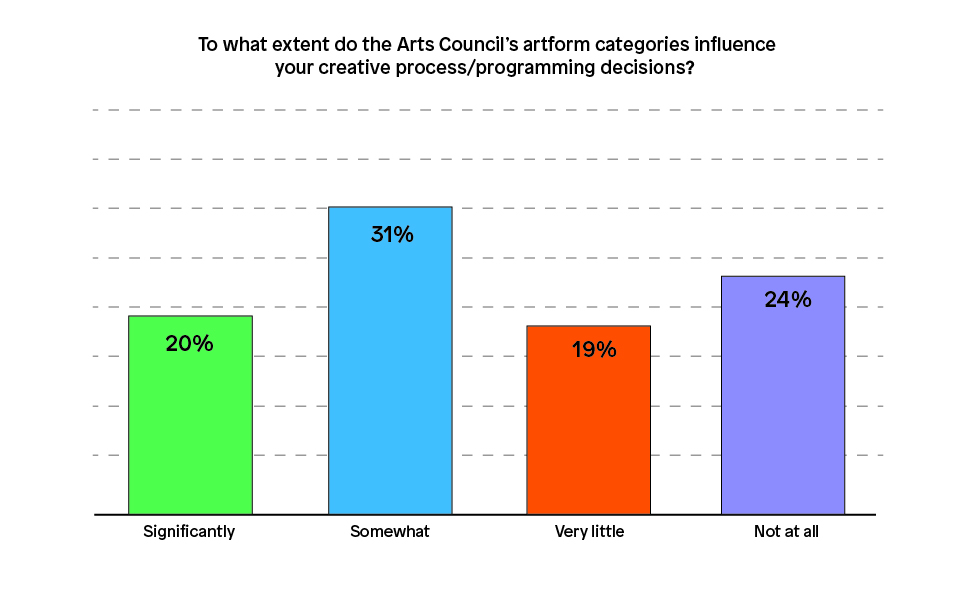 To what extent do the Arts Council’s artform categories influence
your creative process/programming decisions?
31%
24%
20%
19%
Significantly
Somewhat
Very little
Not at all